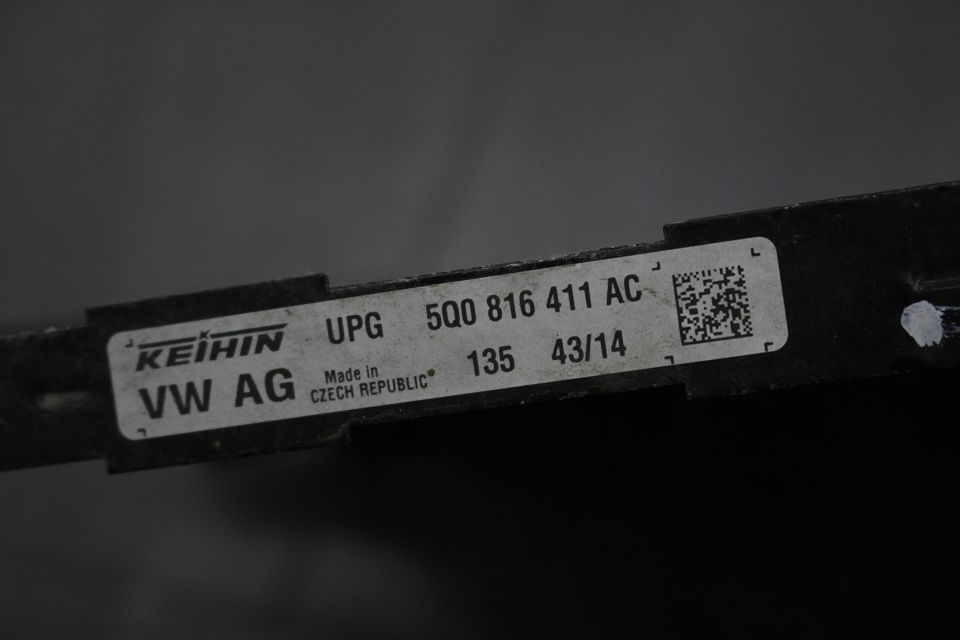 KEIHIN UPG 5Q0 816 411 AC
VW AG Made in CZECH REPUBLIC 135 43/14